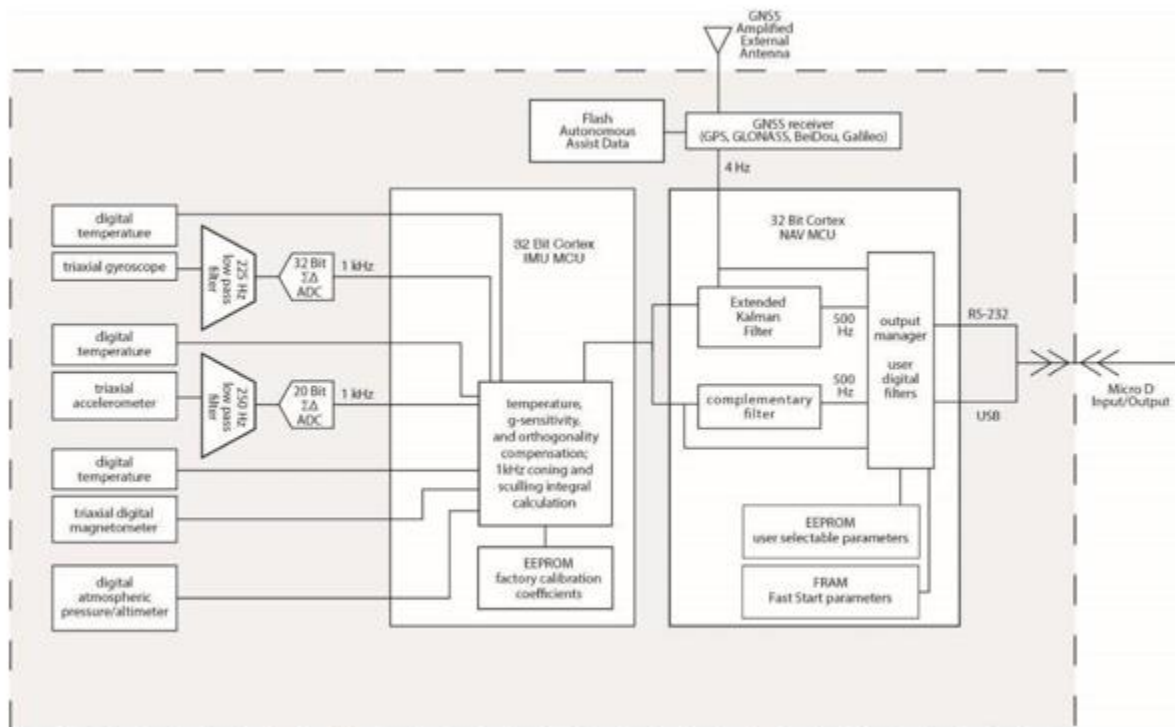 GNSS
Amplified
External
Antenna
Flash
Autonomous
Assist Data
GNSS receiver
(GPS, GLONASS, BeiDou, Galileo)
4 Hz
digital
temperature
triaxial gyroscope
225 Hz
low pass
filter
32 Bit
ΣΔ
ADC
1 kHz
32 Bit Cortex
IMU MCU
32 Bit Cortex
NAV MCU
digital
temperature
triaxial
accelerometer
250 Hz
low pass
filter
20 Bit
ΣΔ
ADC
1 kHz
digital
temperature
triaxial digital
magnetometer
digital
atmospheric
pressure/altimeter
temperature,
g-sensitivity,
and orthogonality
compensation;
1kHz coning and
sculling integral
calculation
EEPROM
factory calibration
coefficients
Extended
Kalman
Filter
500
Hz
complementary
filter
500
Hz
output
manager
user
digital
filters
RS-232
USB
Micro D
Input/Output
EEPROM
user selectable parameters
FRAM
Fast Start parameters